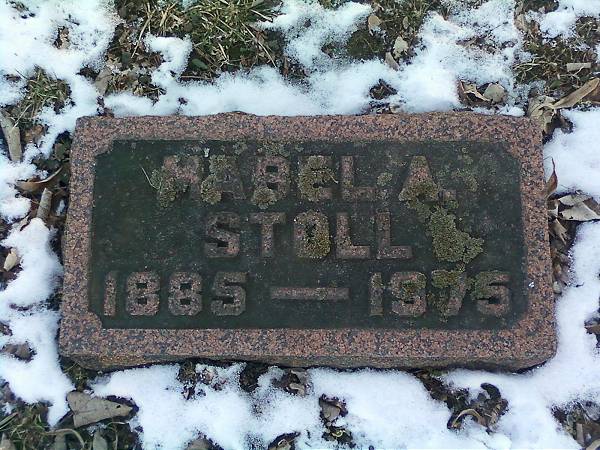 MABEL A.
STOLL
1885 — 1975